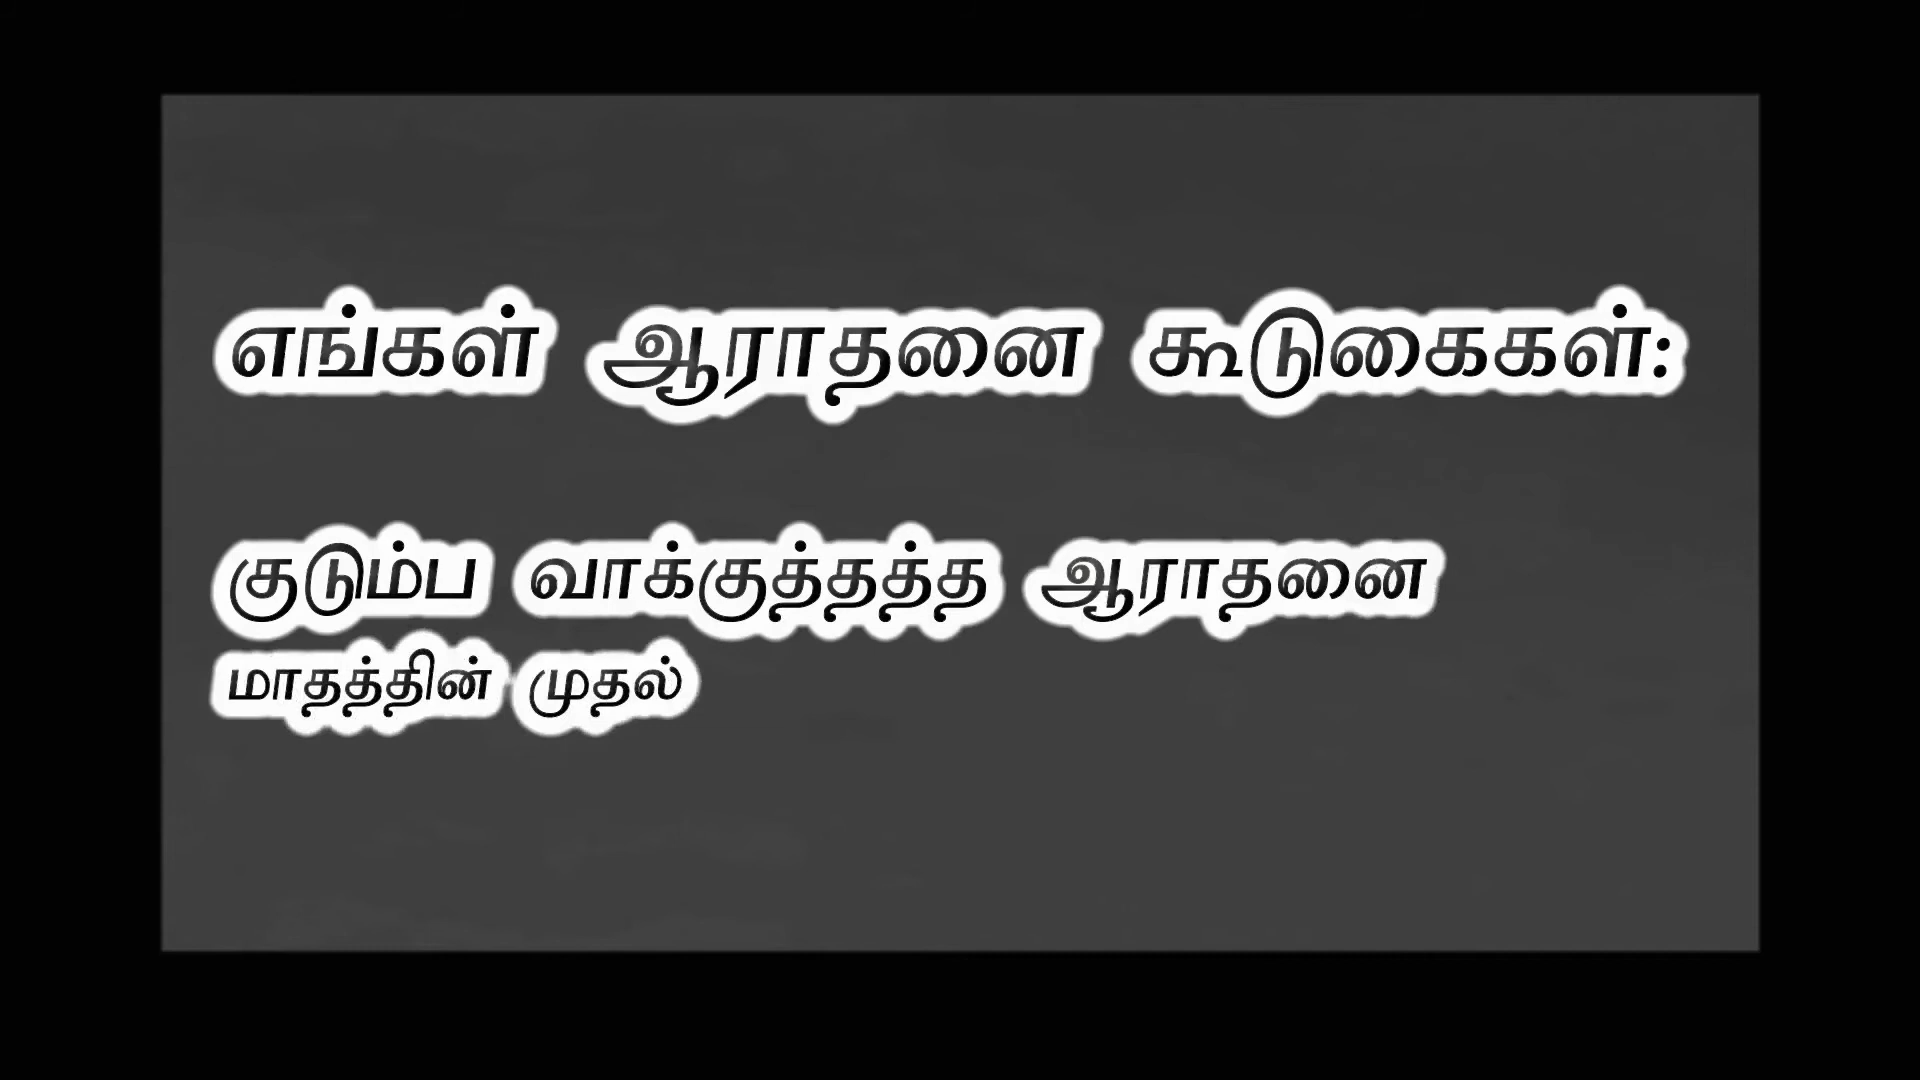 எங்கள் ஆராதனை கூடுகைகள்:
குடும்ப வாக்குத்தத்த ஆராதனை
மாதத்தின் முதல்